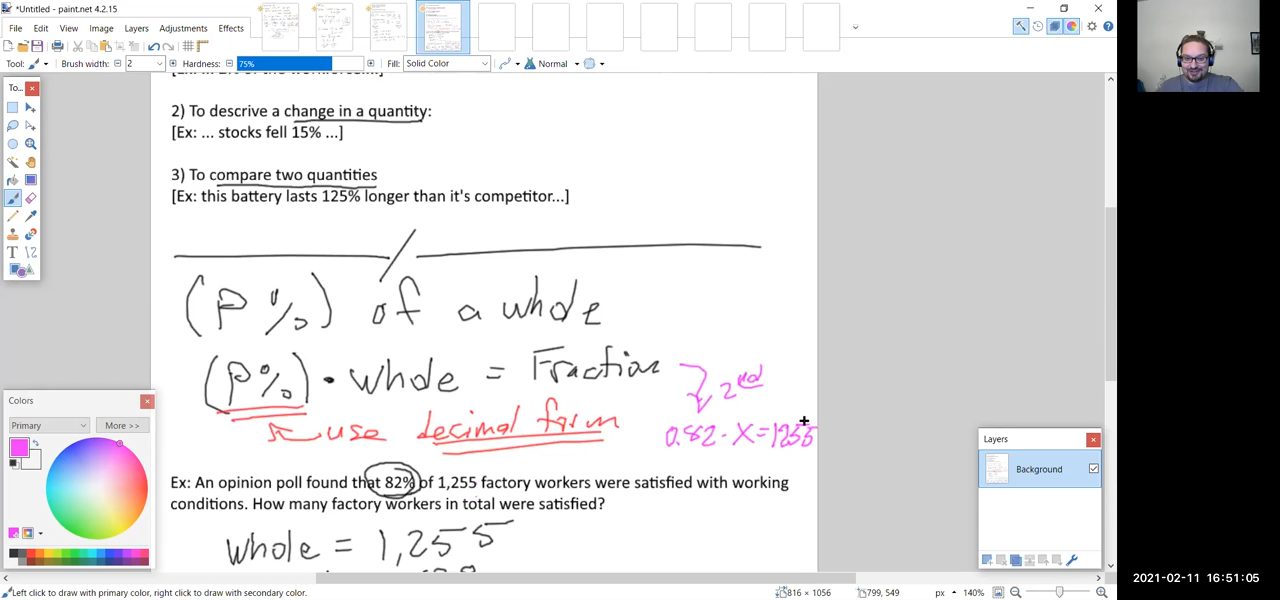 *Untitled - paint.net 4.2.15
File Edit View Image Layers Adjustments Effects
Tool: Brush width: 2 Hardness: 75% Fill: Solid Color Normal
To...
2) To descrive a change in a quantity:
[Ex: ... stocks fell 15% ...]
3) To compare two quantities
[Ex: this battery lasts 125% longer than it's competitor...]
(P%) of a whole
(P%) · whole = Fraction
2nd
use decimal form
0.82 · X = 1255
Ex: An opinion poll found that 82% of 1,255 factory workers were satisfied with working
conditions. How many factory workers in total were satisfied?
whole = 1,255
Colors
Primary More >>
Layers
Background
Left click to draw with primary color, right click to draw with secondary color.
816 x 1056 799, 549 px 140%
2021-02-11 16:51:05